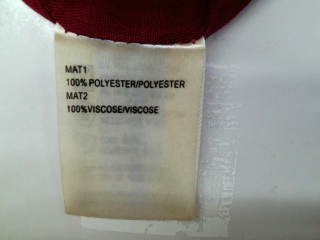 MAT1
100% POLYESTER/POLYESTER
MAT2
100%VISCOSE/VISCOSE